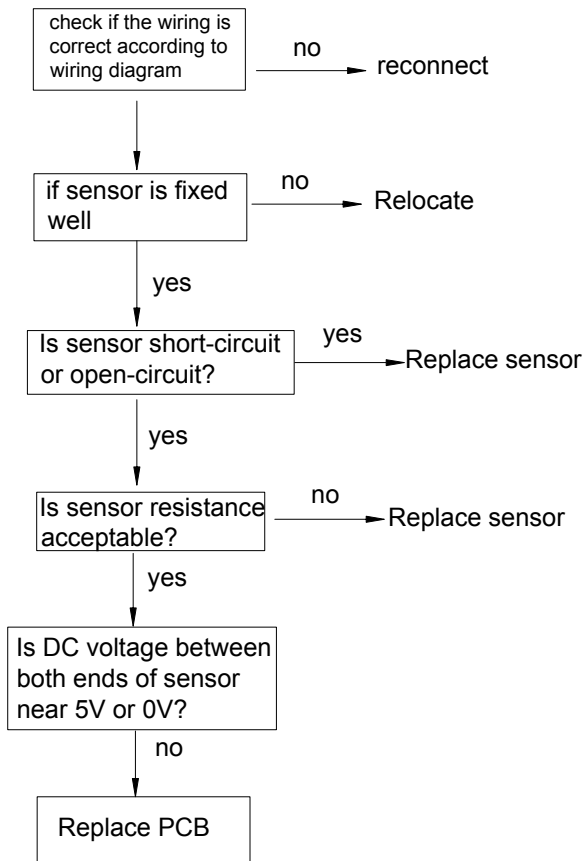 check if the wiring is
correct according to
wiring diagram
no
reconnect
if sensor is fixed
well
no
Relocate
yes
Is sensor short-circuit
or open-circuit?
yes
Replace sensor
yes
Is sensor resistance
acceptable?
no
Replace sensor
yes
Is DC voltage between
both ends of sensor
near 5V or 0V?
no
Replace PCB